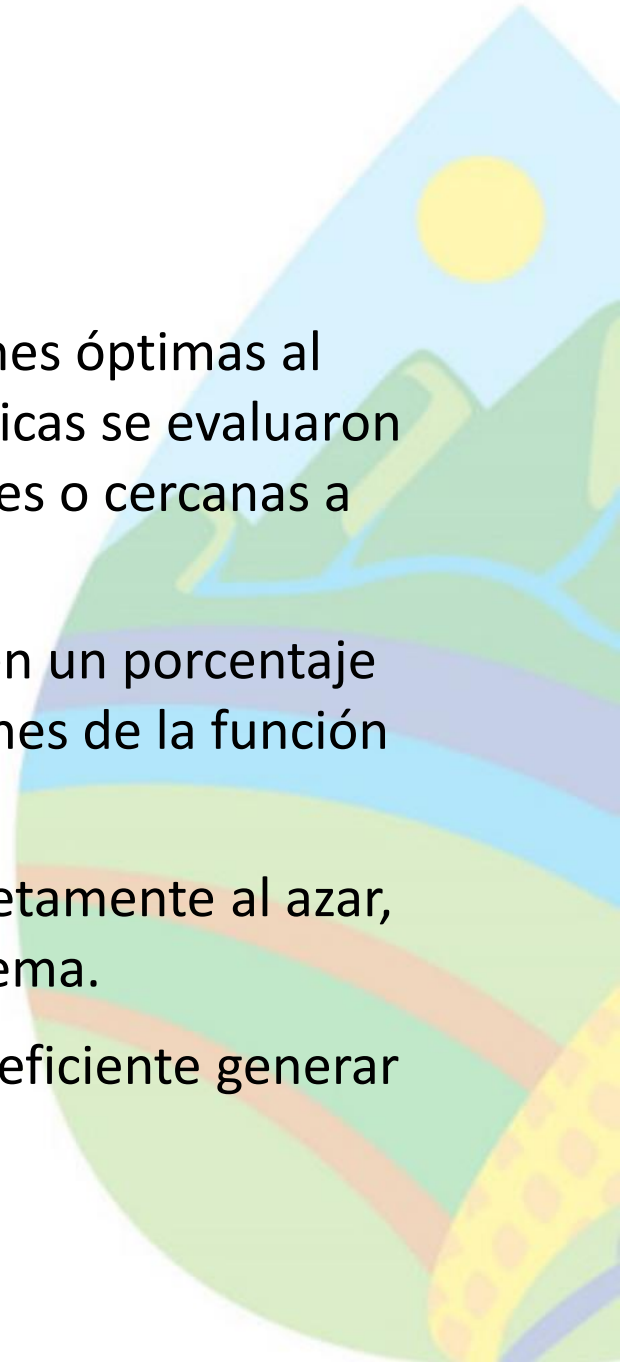 nes óptimas al
icas se evaluaron
es o cercanas a
n un porcentaje
nes de la función
etamente al azar,
ema.
eficiente generar